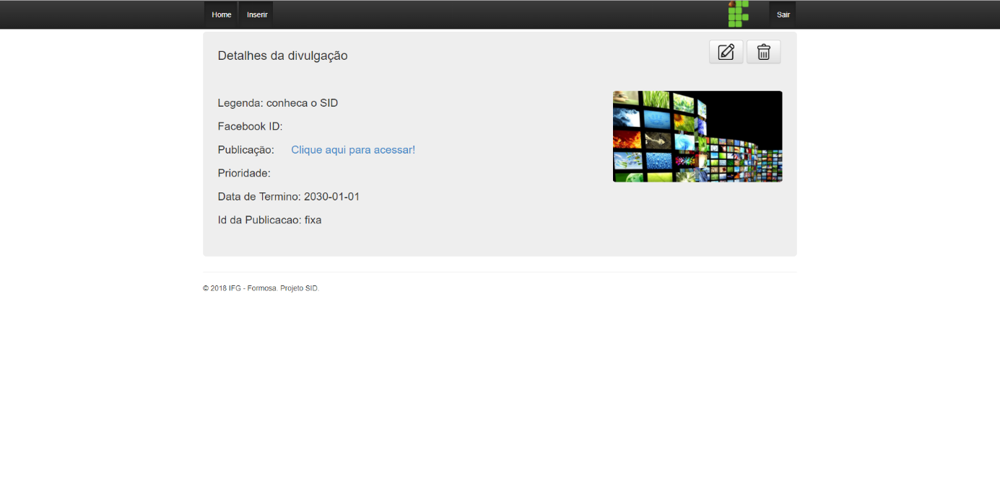 Home Inserir Sair
Detalhes da divulgação
Legenda: conheca o SID
Facebook ID:
Publicação: Clique aqui para acessar!
Prioridade:
Data de Termino: 2030-01-01
Id da Publicacao: fixa
© 2018 IFG - Formosa. Projeto SID.